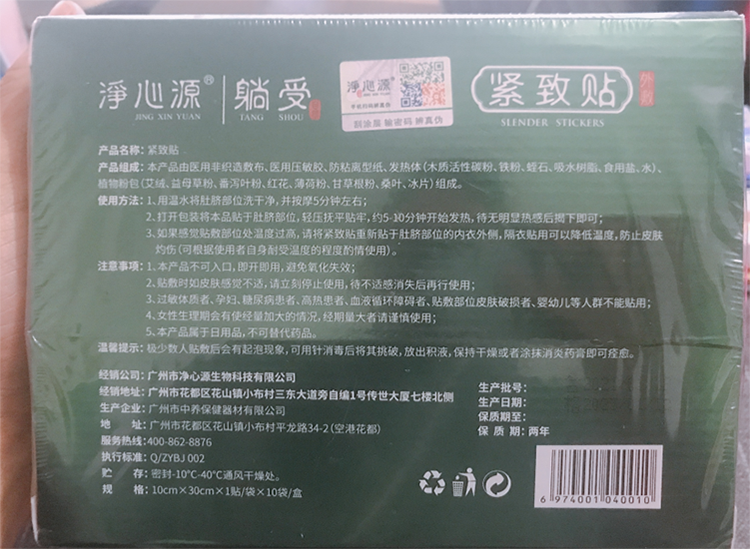 淨心源® 躺受 紧致贴 外敷
JING XIN YUAN TANG SHOU SLENDER STICKERS
淨心源
JING XIN YUAN
刮涂层 输密码 辨真伪
产品名称：紧致贴
产品组成：本产品由医用非织造敷布、医用压敏胶、防粘离型纸、发热体（木质活性碳粉、铁粉、蛭石、吸水树脂、食用盐、水）、
植物粉包（艾绒、益母草粉、番泻叶粉、红花、薄荷粉、甘草根粉、桑叶、冰片）组成。
使用方法：1. 用温水将肚脐部位洗干净，并按摩5分钟左右；
2. 打开包装将本品贴于肚脐部位，轻压抚平贴牢，约5-10分钟开始发热，待无明显热感后揭下即可；
3. 如果感觉贴敷部位处温度过高，请将紧致贴重新贴于肚脐部位的内衣外侧，隔衣贴用可以降低温度，防止皮肤
灼伤（可根据使用者自身耐受温度的程度酌情使用）。
注意事项：1. 本产品不可入口，即开即用，避免氧化失效；
2. 贴敷时如皮肤感觉不适，请立刻停止使用，待不适感消失后再行使用；
3. 过敏体质者、孕妇、糖尿病患者、高热患者、血液循环障碍者、贴敷部位皮肤破损者、婴幼儿等人群不能贴用；
4. 女性生理期会有使经量加大的情况，经期量大者请谨慎使用；
5. 本产品属于日用品，不可替代药品。
温馨提示：极少数人贴敷后会有起泡现象，可用针消毒后将其挑破，放出积液，保持干燥或者涂抹消炎药膏即可痊愈。
经销公司：广州市净心源生物科技有限公司
经销地址：广州市花都区花山镇小布村三东大道旁自编1号传世大厦七楼北侧
生产企业：广州市中养保健器材有限公司
地 址：广州市花都区花山镇小布村平龙路34-2（空港花都）
服务热线：400-862-8876
执行标准：Q/ZYBJ 002
贮 存：密封-10℃-40℃通风干燥处。
规 格：10cm×30cm×1贴/袋×10袋/盒
生产批号：
生产日期：
保质期至：
保 质 期：两年
6 974001 040010